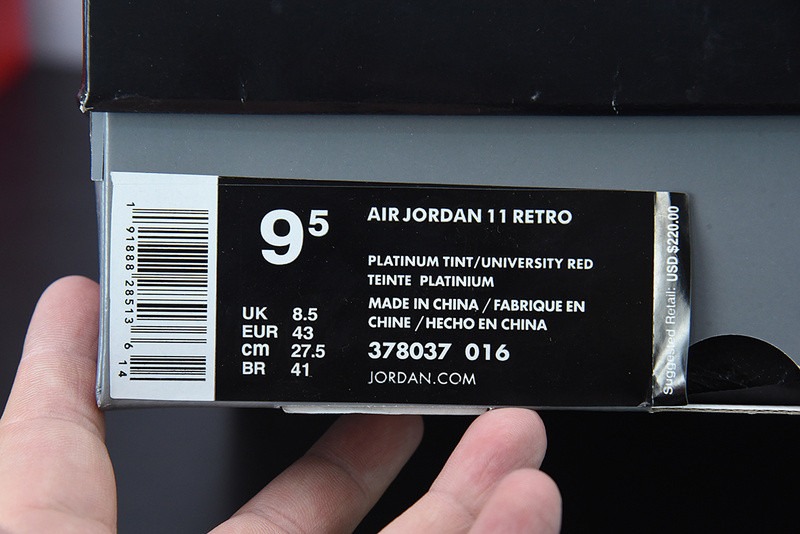 1 91888 28513 6 14
9⁵
UK 8.5
EUR 43
cm 27.5
BR 41
AIR JORDAN 11 RETRO
PLATINUM TINT/UNIVERSITY RED
TEINTE PLATINIUM
MADE IN CHINA / FABRIQUE EN
CHINE / HECHO EN CHINA
378037 016
JORDAN.COM
Suggested Retail: USD $220.00